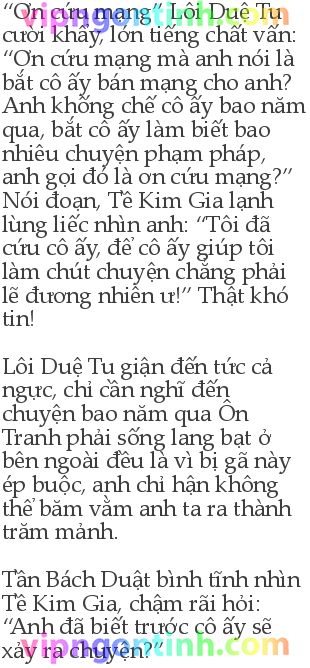 “Ơn cứu mạng” Lôi Duệ Tu
cười khẩy, lớn tiếng chất vấn:
“Ơn cứu mạng mà anh nói là
bắt cô ấy bán mạng cho anh?
Anh khống chế cô ấy bao năm
qua, bắt cô ấy làm biết bao
nhiêu chuyện phạm pháp,
anh gọi đó là ơn cứu mạng?”
Nói đoạn, Tề Kim Gia lạnh
lùng liếc nhìn anh: “Tôi đã
cứu cô ấy, để cô ấy giúp tôi
làm chút chuyện chẳng phải
lẽ đương nhiên ư!” Thật khó
tin!
Lôi Duệ Tu giận đến tức cả
ngực, chỉ cần nghĩ đến
chuyện bao năm qua Ôn
Tranh phải sống lang bạt ở
bên ngoài đều là vì bị gã này
ép buộc, anh chỉ hận không
thể băm vằm anh ta ra thành
trăm mảnh.
Tân Bách Duật bình tĩnh nhìn
Tề Kim Gia, chậm rãi hỏi:
“Anh đã biết trước cô ấy sẽ
xảy ra chuyện?”
vipngontinh.com
vipngontinh.com